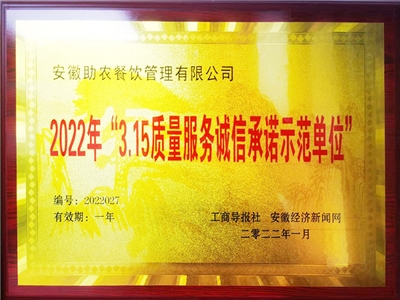 安徽助农餐饮管理有限公司
2022年“3.15质量服务诚信承诺示范单位”
编号：2022027
有效期：一年
工商导报社 安徽经济新闻网
二零二二年一月